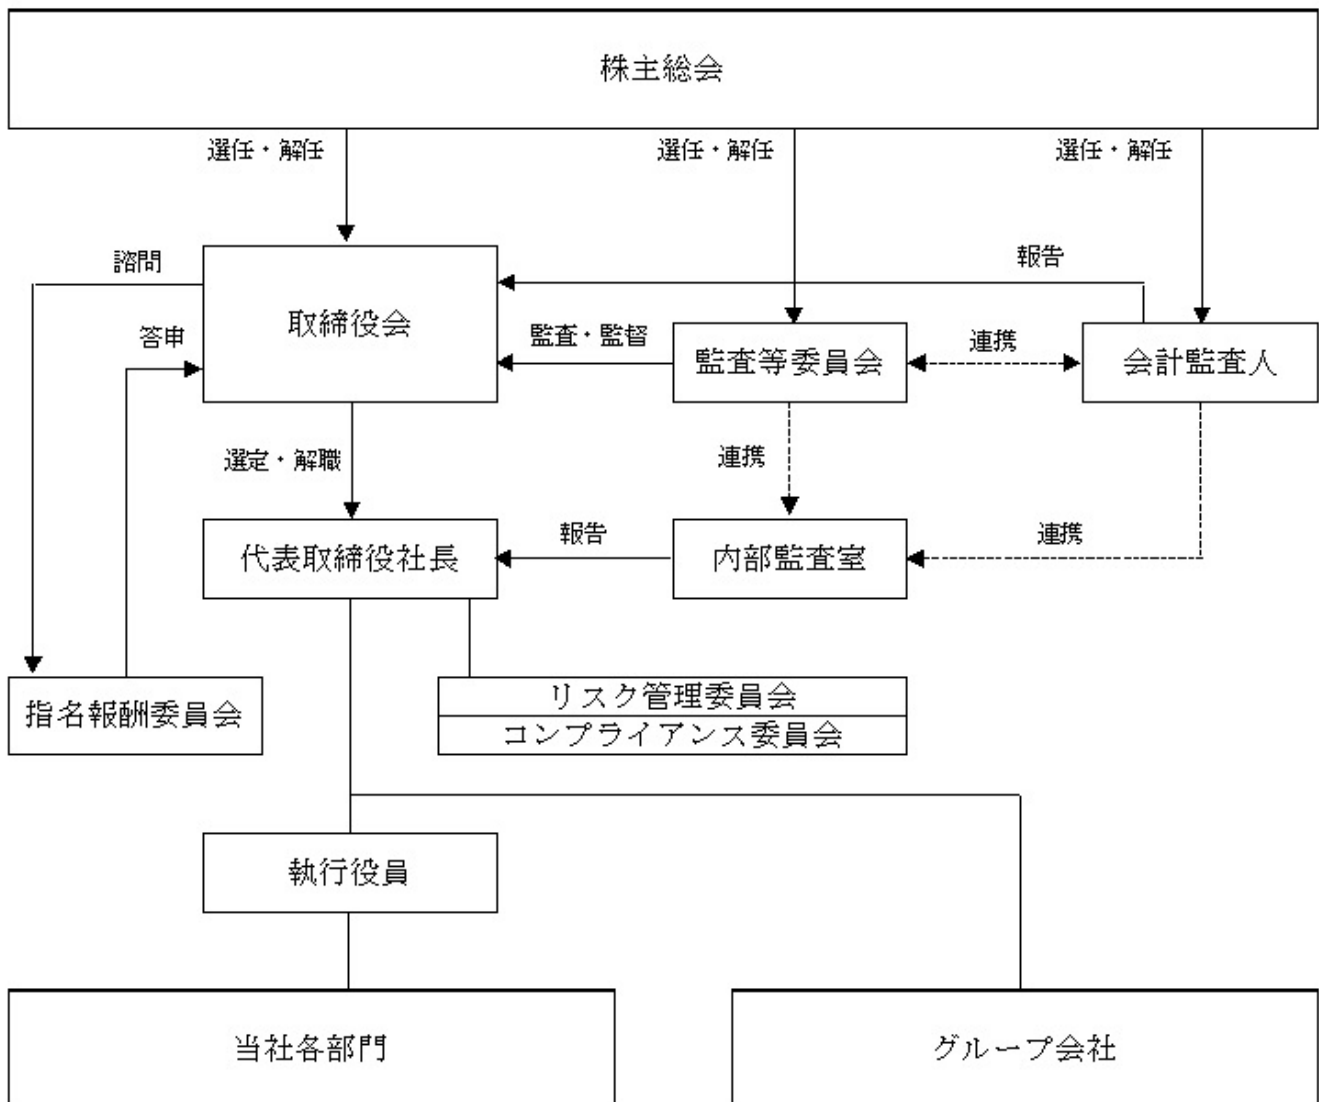 株主総会
選任・解任
選任・解任
選任・解任
諮問
報告
取締役会
答申
監査・監督
監査等委員会
連携
会計監査人
選定・解職
連携
代表取締役社長
報告
内部監査室
連携
指名報酬委員会
リスク管理委員会
コンプライアンス委員会
執行役員
当社各部門
グループ会社